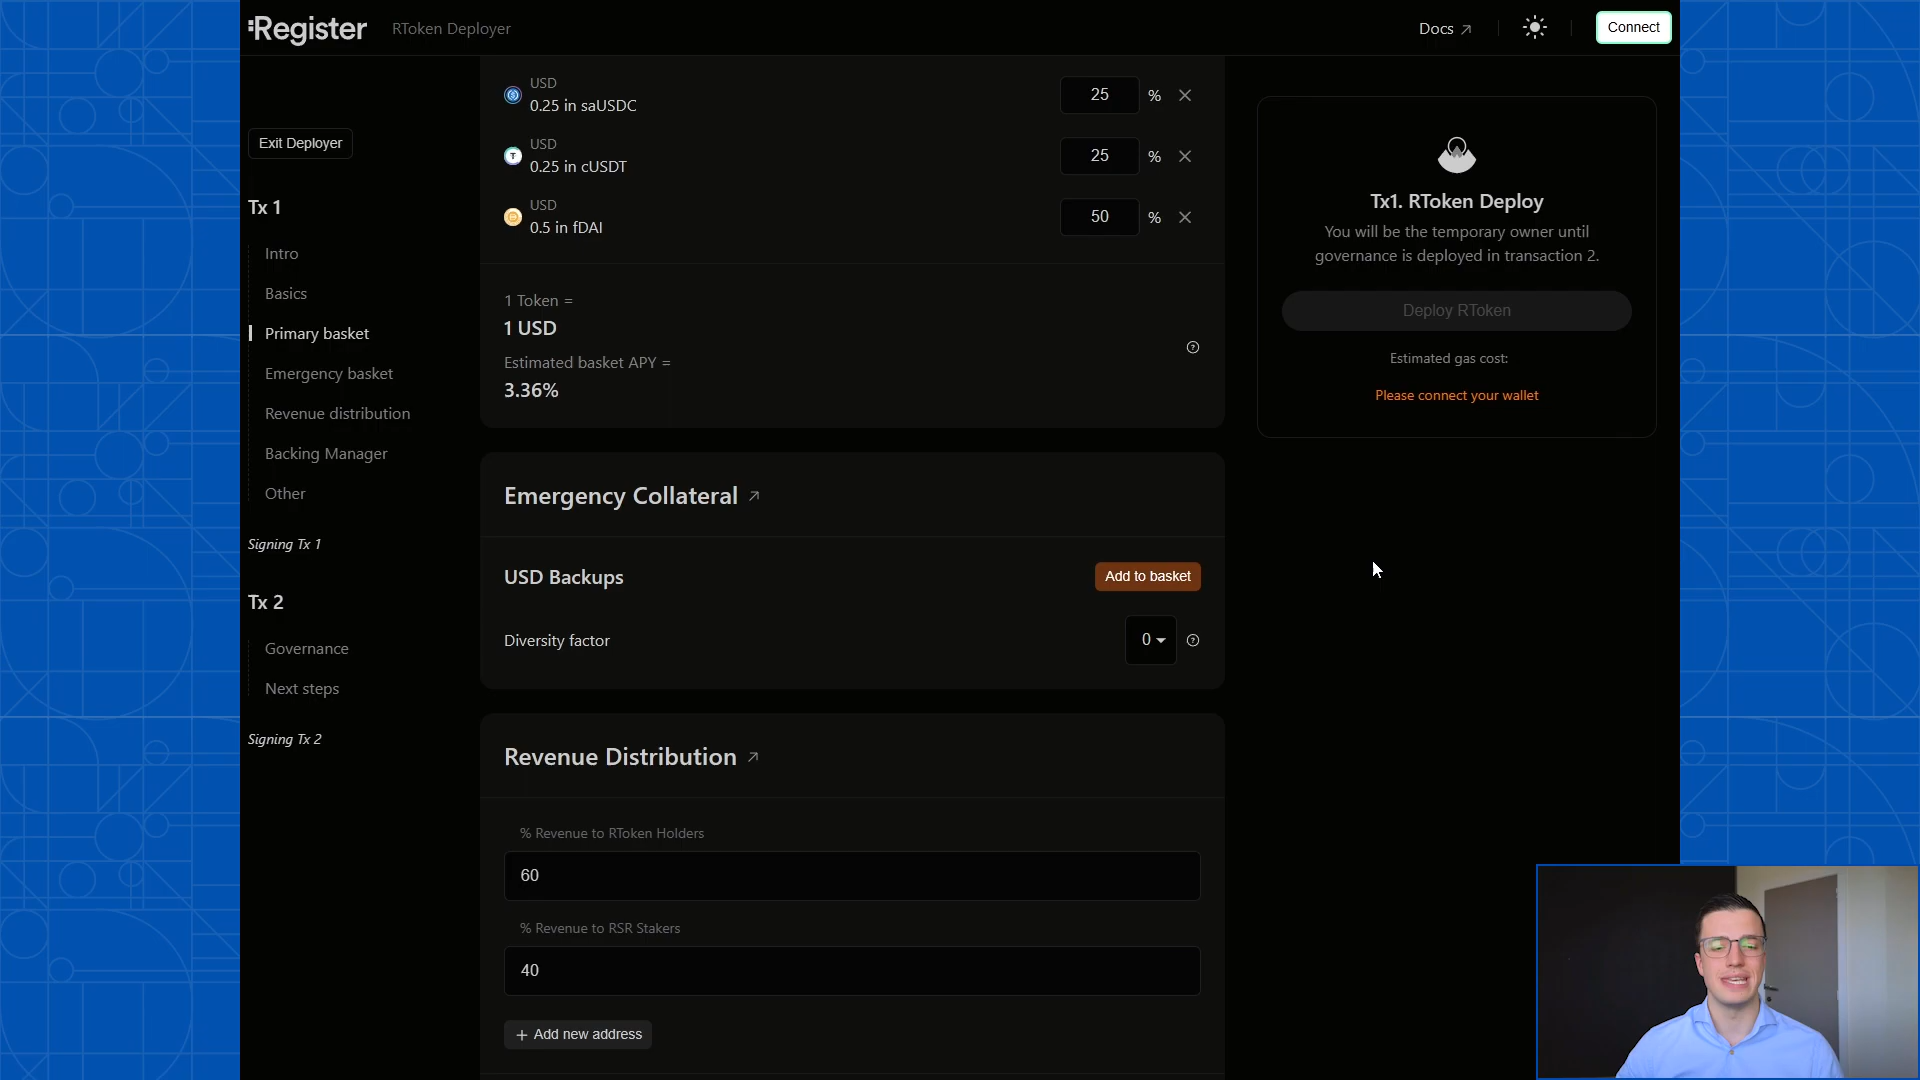 Register
RToken Deployer
Docs
Connect
Exit Deployer
Tx 1
Intro
Basics
Primary basket
Emergency basket
Revenue distribution
Backing Manager
Other
Signing Tx 1
Tx 2
Governance
Next steps
Signing Tx 2
USD
0.25 in saUSDC
25 %
USD
0.25 in cUSDT
25 %
USD
0.5 in fDAI
50 %
1 Token =
1 USD
Estimated basket APY =
3.36%
Emergency Collateral
USD Backups
Add to basket
Diversity factor
0
Revenue Distribution
% Revenue to RToken Holders
60
% Revenue to RSR Stakers
40
+ Add new address
Tx1. RToken Deploy
You will be the temporary owner until
governance is deployed in transaction 2.
Deploy RToken
Estimated gas cost:
Please connect your wallet